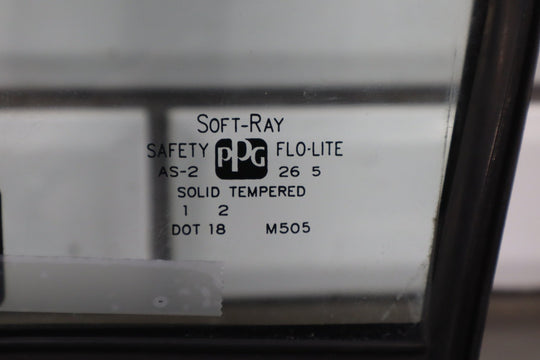 SOFT-RAY
SAFETY PPG FLO-LITE
AS-2 26 5
SOLID TEMPERED
1 2
DOT 18 M505